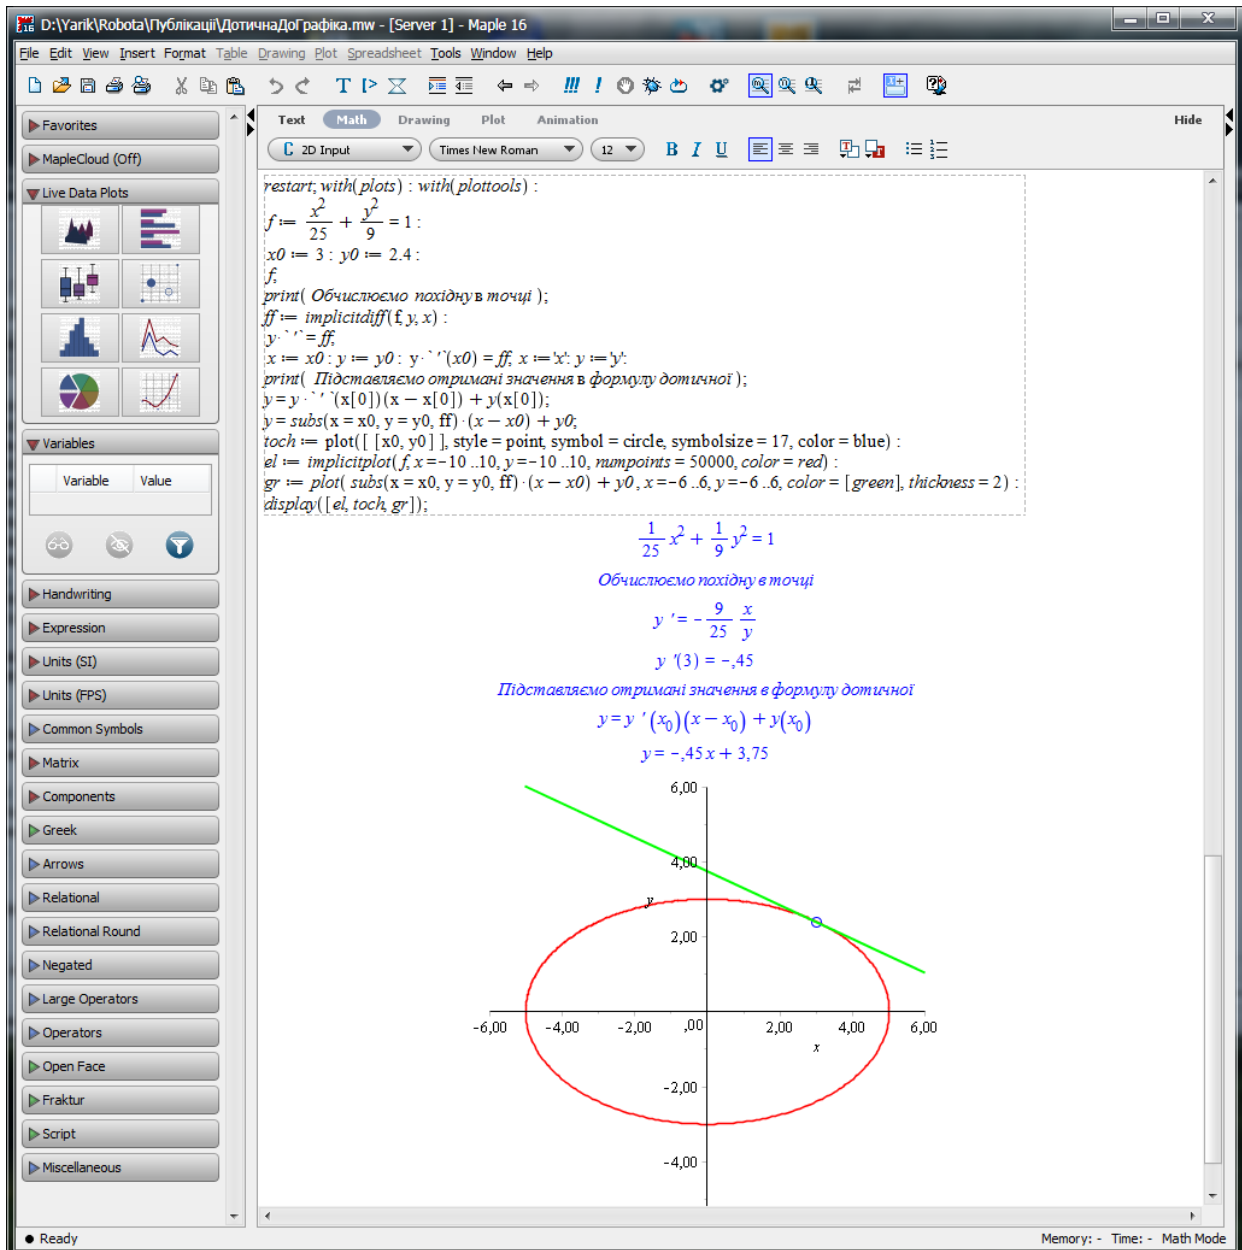 D:\Yarik\Robota\Публікації\ДотичнаДоГрафіка.mw - [Server 1] - Maple 16
File Edit View Insert Format Table Drawing Plot Spreadsheet Tools Window Help
Text Math Drawing Plot Animation Hide
C 2D Input Times New Roman 12 B I U
Favorites
MapleCloud (Off)
Live Data Plots
Variables
Variable Value
Handwriting
Expression
Units (SI)
Units (FPS)
Common Symbols
Matrix
Components
Greek
Arrows
Relational
Relational Round
Negated
Large Operators
Operators
Open Face
Fraktur
Script
Miscellaneous
restart; with(plots) : with(plottools) :
f := x^2/25 + y^2/9 = 1 :
x0 := 3 : y0 := 2.4 :
f;
print( Обчислюємо похідну в точці );
ff := implicitdiff(f, y, x) :
y·`'` = ff;
x := x0 : y := y0 : y·`'`(x0) = ff; x := 'x': y := 'y':
print( Підставляємо отримані значення в формулу дотичної );
y = y·`'`(x[0])(x − x[0]) + y(x[0]);
y = subs(x = x0, y = y0, ff)·(x − x0) + y0;
toch := plot([ [x0, y0] ], style = point, symbol = circle, symbolsize = 17, color = blue) :
el := implicitplot(f, x = −10 ..10, y = −10 ..10, numpoints = 50000, color = red) :
gr := plot( subs(x = x0, y = y0, ff)·(x − x0) + y0, x = −6 ..6, y = −6 ..6, color = [green], thickness = 2) :
display([el, toch, gr]);
1/25 x^2 + 1/9 y^2 = 1
Обчислюємо похідну в точці
y ' = - 9/25 x/y
y '(3) = -,45
Підставляємо отримані значення в формулу дотичної
y = y '(x0)(x − x0) + y(x0)
y = -,45 x + 3,75
6,00
4,00
y
2,00
-6,00 -4,00 -2,00 ,00 2,00 4,00 6,00
x
-2,00
-4,00
Ready Memory: - Time: - Math Mode